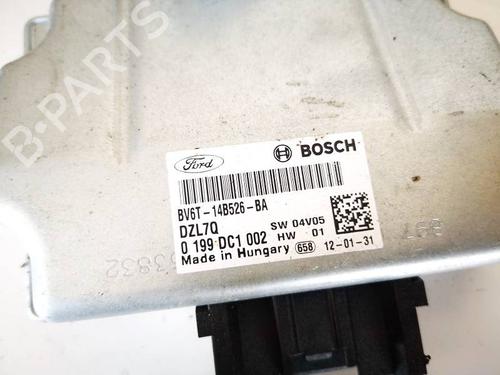 B-PARTS
Ford
BOSCH
BV6T-14B526-BA
DZL7Q SW 04V05
0 199 DC1 002 HW 01
Made in Hungary 658 12-01-31